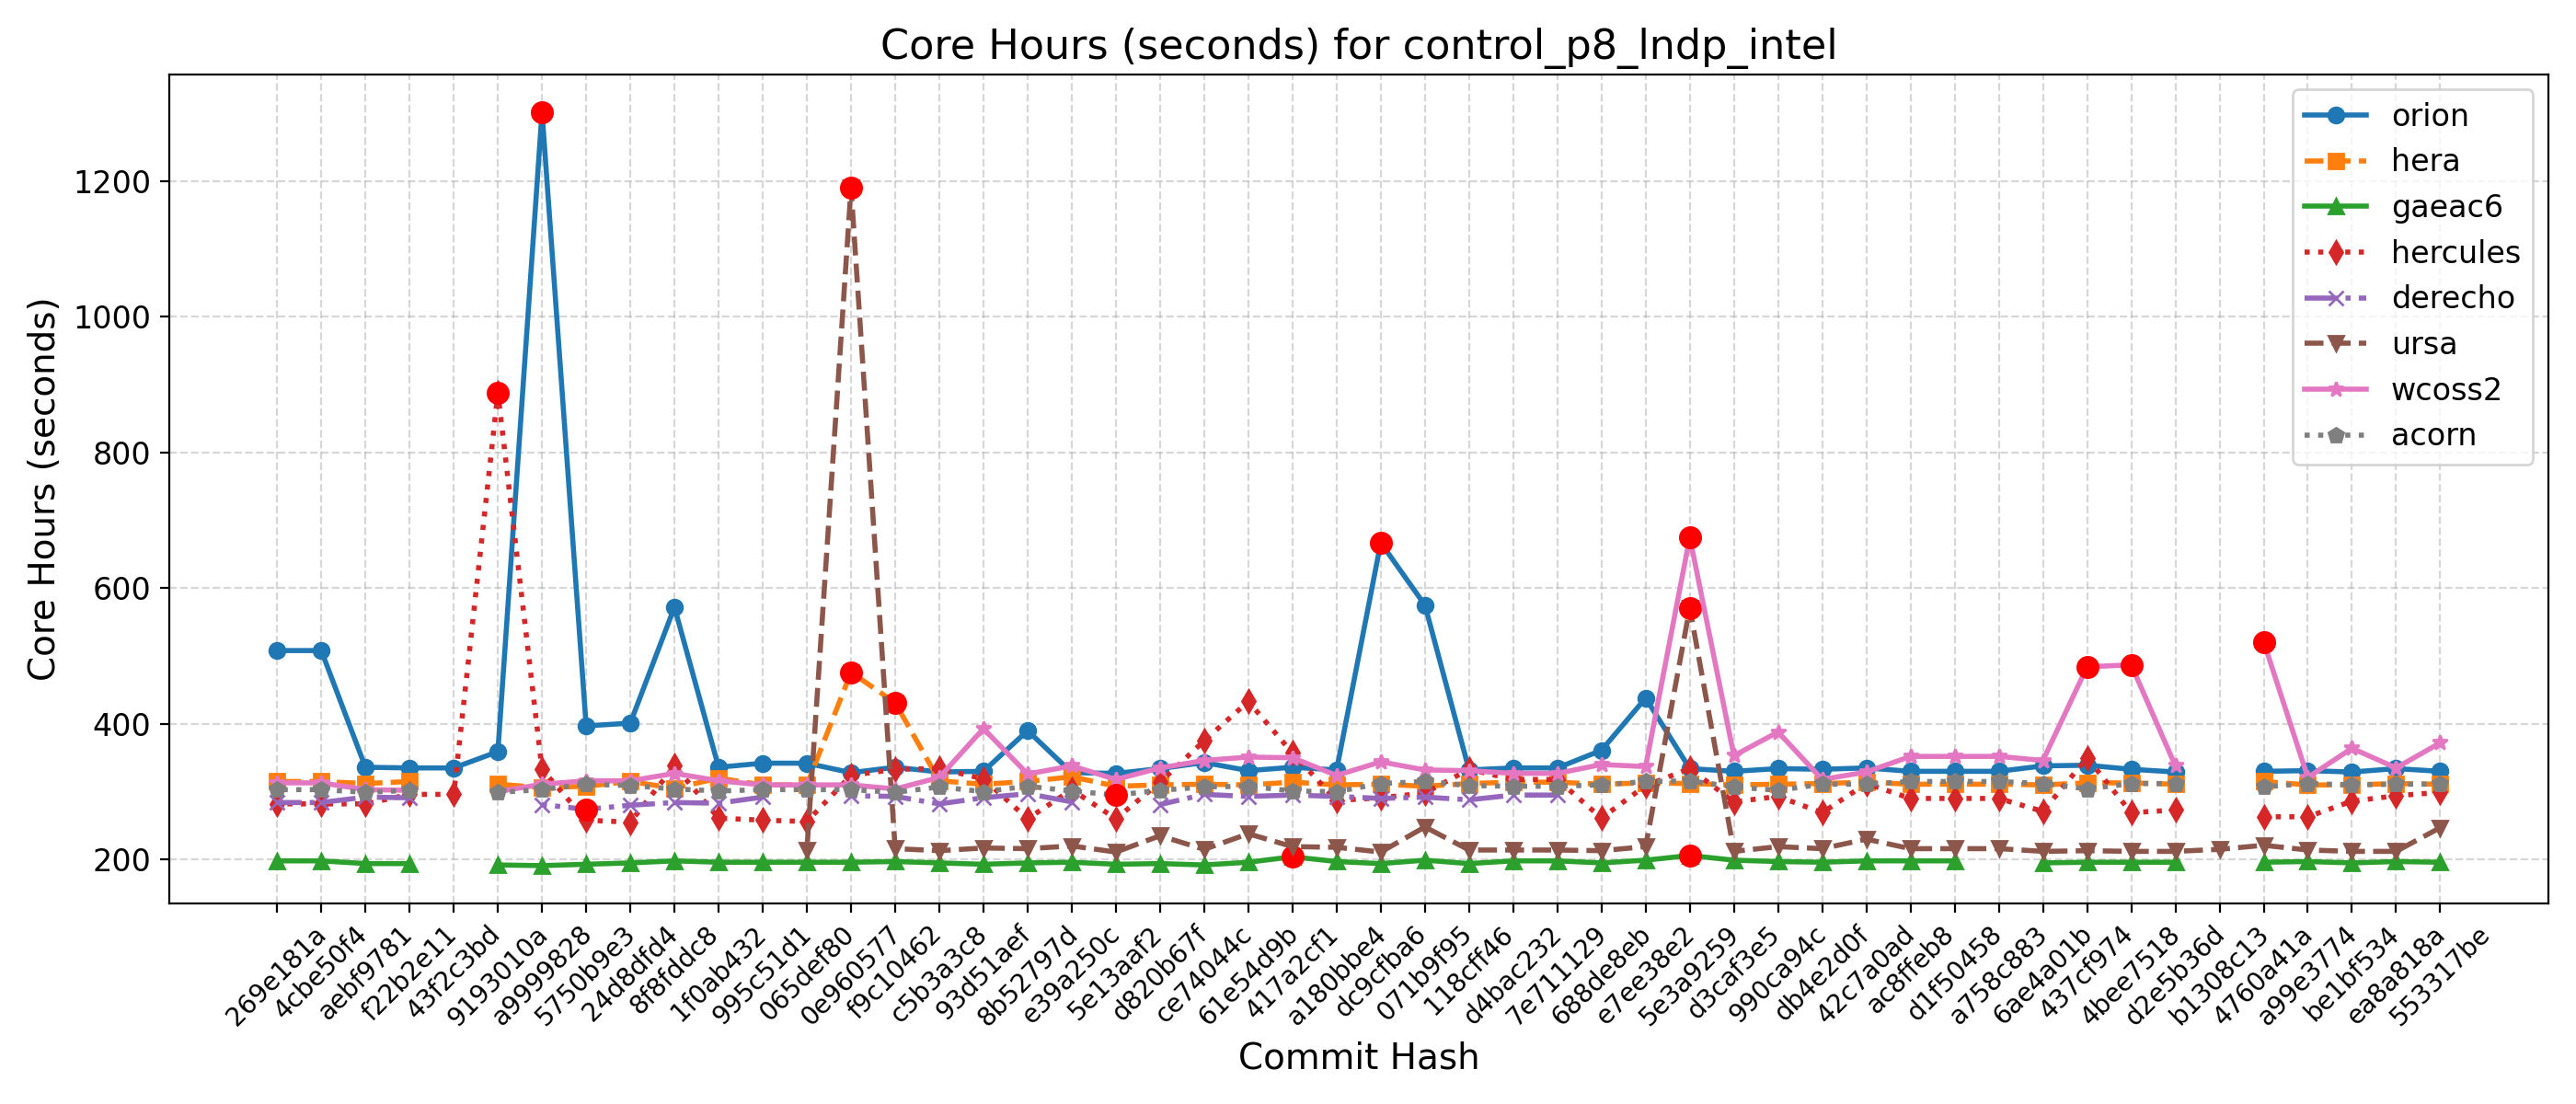 Core Hours (seconds) for control_p8_lndp_intel
Core Hours (seconds)
1200
1000
800
600
400
200
orion
hera
gaeac6
hercules
derecho
ursa
wcoss2
acorn
269e181a
4cbe50f4
aebf9781
f22b2e11
43f2c3bd
9193010a
a9999828
5750b9e3
24d8dfd4
8f8fddc8
1f0ab432
995c51d1
065def80
0e960577
f9c10462
c5b3a3c8
93d51aef
8b52797d
e39a250c
5e13aaf2
d820b67f
ce74044c
61e54d9b
417a2cf1
a180bbe4
dc9cfba6
071b9f95
118cff46
d4bac232
7e711129
688de8eb
e7ee38e2
5e3a9259
d3caf3e5
990ca94c
db4e2d0f
42c7a0ad
ac8ffeb8
d1f50458
a758c883
6ae4a01b
437cf974
4bee7518
d2e5b36d
b1308c13
4760a41a
a99e3774
be1bf534
ea8a818a
553317be
Commit Hash